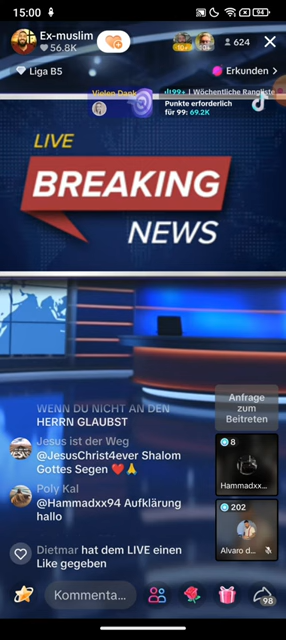 15:00
94
Ex-muslim
56.8K
624
Liga B5
Erkunden >
Vielen Dank
99+ | Wöchentliche Rangliste
Punkte erforderlich
für 99: 69.2K
LIVE
BREAKING
NEWS
WENN DU NICHT AN DEN
HERRN GLAUBST
Jesus ist der Weg
@JesusChrist4ever Shalom
Gottes Segen ❤️🙏
Poly Kal
@Hammadxx94 Aufklärung
hallo
Dietmar hat dem LIVE einen
Like gegeben
Anfrage
zum
Beitreten
8
Hammadxx...
202
Alvaro d...
Kommenta...
98